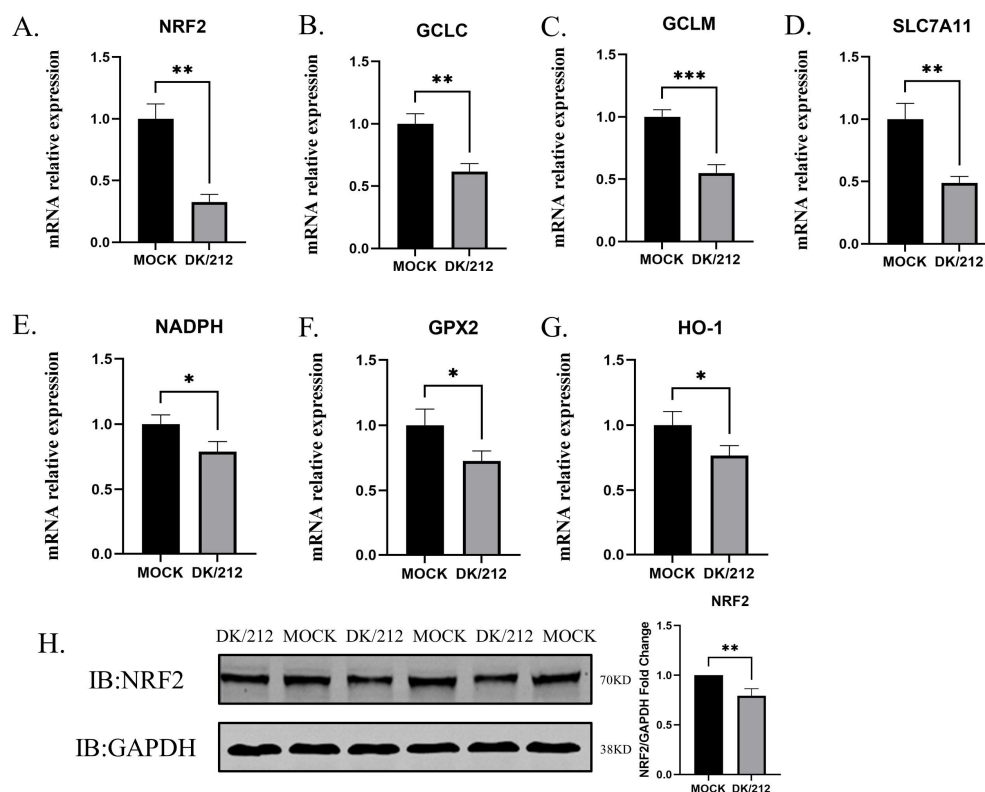 A.
NRF2
mRNA relative expression
1.5
1.0
0.5
0.0
**
MOCK DK/212
B.
GCLC
mRNA relative expression
1.5
1.0
0.5
0.0
**
MOCK DK/212
C.
GCLM
mRNA relative expression
1.5
1.0
0.5
0.0
***
MOCK DK/212
D.
SLC7A11
mRNA relative expression
1.5
1.0
0.5
0.0
**
MOCK DK/212
E.
NADPH
mRNA relative expression
1.5
1.0
0.5
0.0
*
MOCK DK/212
F.
GPX2
mRNA relative expression
1.5
1.0
0.5
0.0
*
MOCK DK/212
G.
HO-1
mRNA relative expression
1.5
1.0
0.5
0.0
*
MOCK DK/212
H.
DK/212 MOCK DK/212 MOCK DK/212 MOCK
IB:NRF2
70KD
IB:GAPDH
38KD
NRF2
NRF2/GAPDH Fold Change
1.5
1.0
0.5
0.0
**
MOCK DK/212